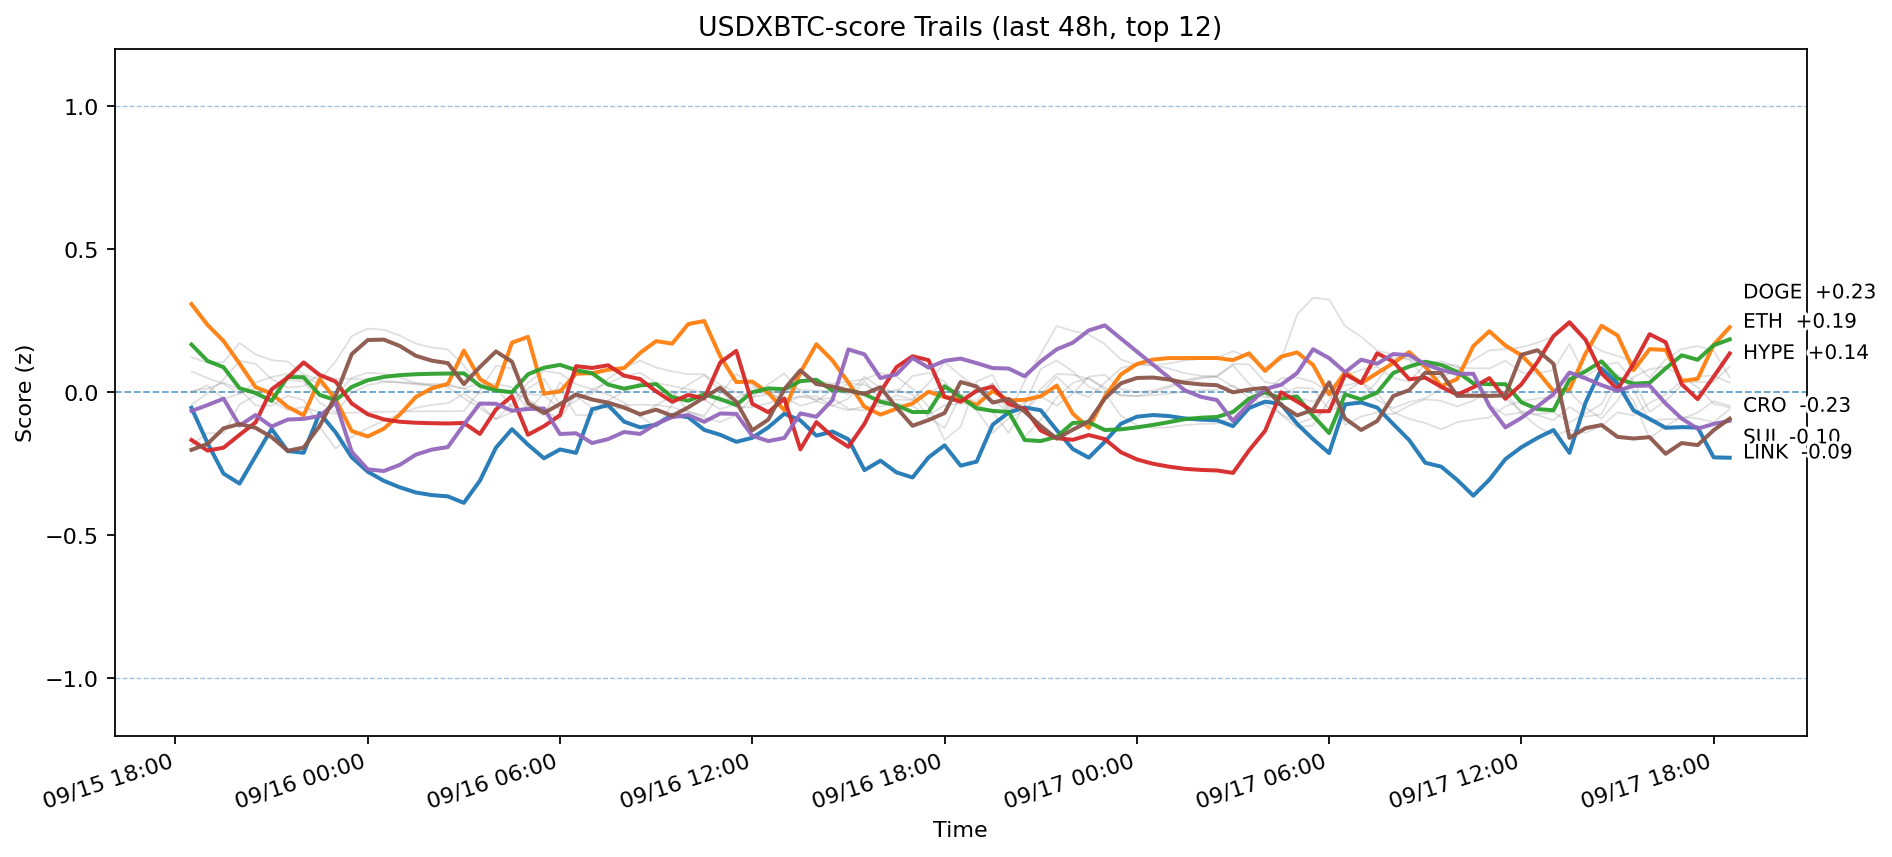 USDXBTC-score Trails (last 48h, top 12)
Score (z)
1.0
0.5
0.0
−0.5
−1.0
DOGE +0.23
ETH +0.19
HYPE +0.14
CRO -0.23
-0.10
LINK -0.09
09/15 18:00
09/16 00:00
09/16 06:00
09/16 12:00
09/16 18:00
09/17 00:00
09/17 06:00
09/17 12:00
09/17 18:00
Time